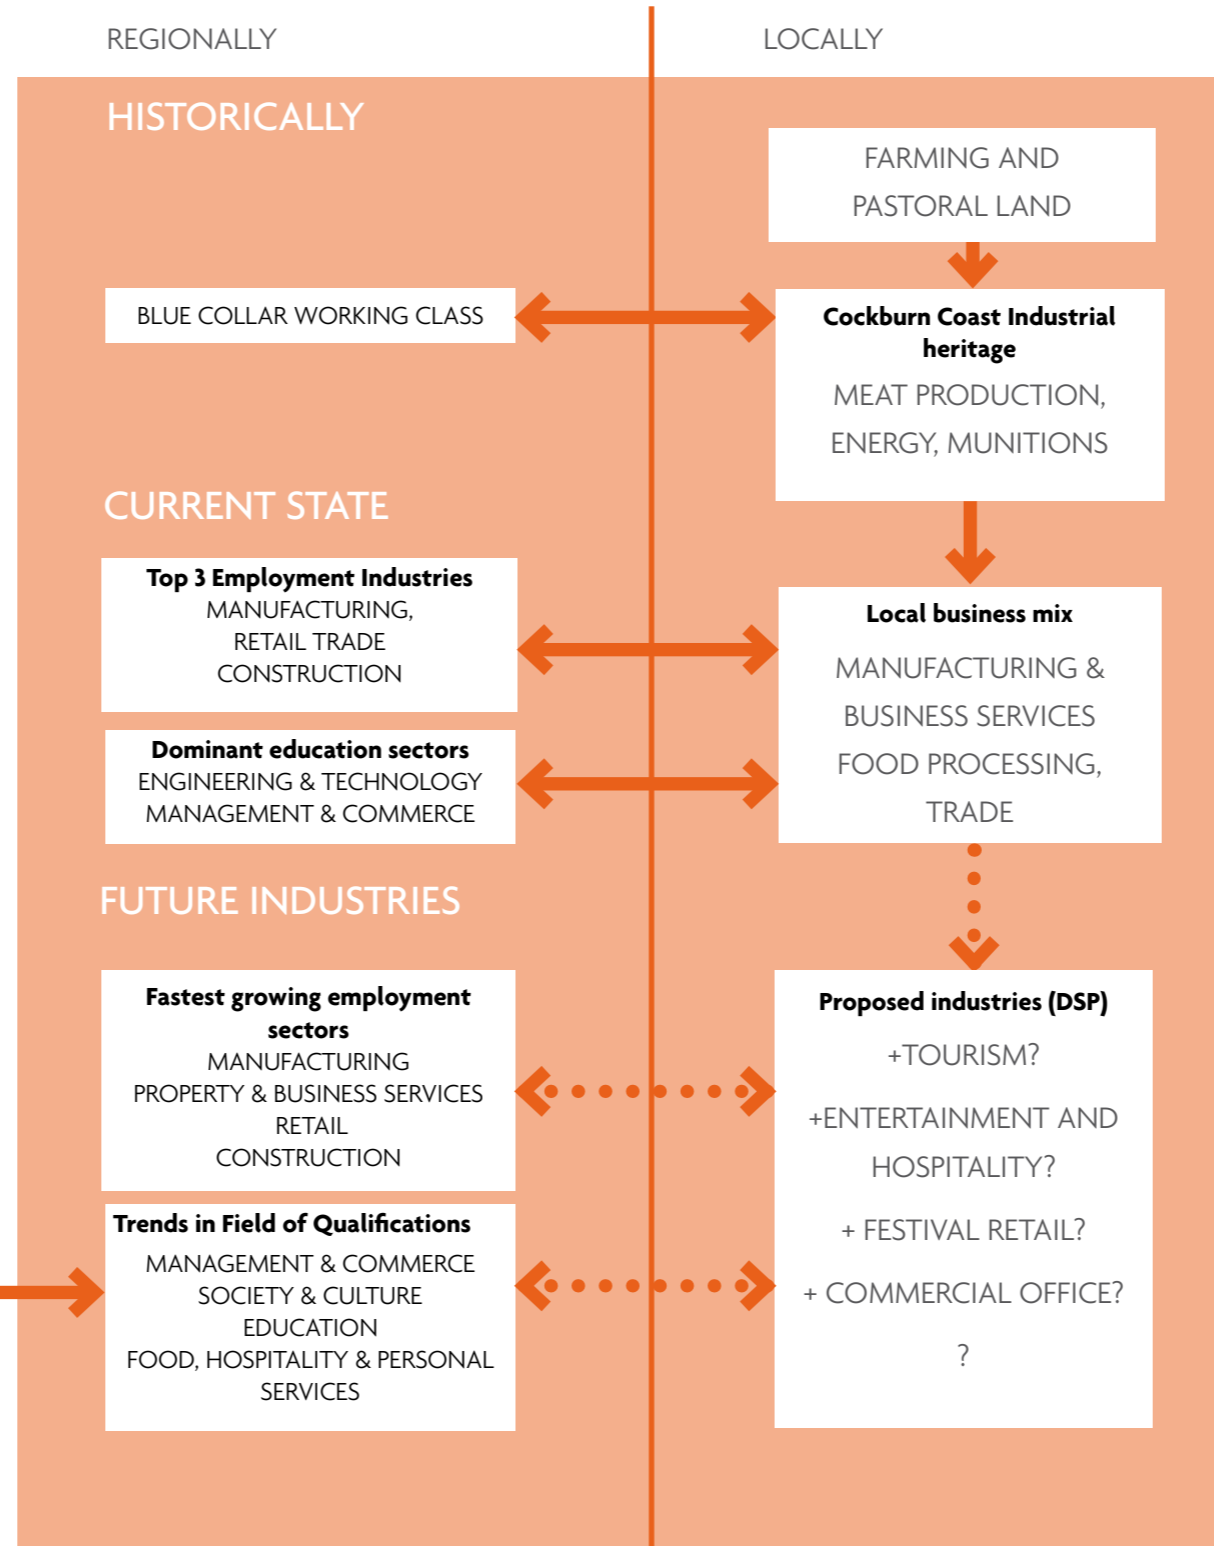 REGIONALLY
LOCALLY
HISTORICALLY
FARMING AND
PASTORAL LAND
BLUE COLLAR WORKING CLASS
Cockburn Coast Industrial
heritage
MEAT PRODUCTION,
ENERGY, MUNITIONS
CURRENT STATE
Top 3 Employment Industries
MANUFACTURING,
RETAIL TRADE
CONSTRUCTION
Local business mix
MANUFACTURING &
BUSINESS SERVICES
FOOD PROCESSING,
TRADE
Dominant education sectors
ENGINEERING & TECHNOLOGY
MANAGEMENT & COMMERCE
FUTURE INDUSTRIES
Fastest growing employment
sectors
MANUFACTURING
PROPERTY & BUSINESS SERVICES
RETAIL
CONSTRUCTION
Proposed industries (DSP)
+TOURISM?
+ENTERTAINMENT AND
HOSPITALITY?
+ FESTIVAL RETAIL?
+ COMMERCIAL OFFICE?
?
Trends in Field of Qualifications
MANAGEMENT & COMMERCE
SOCIETY & CULTURE
EDUCATION
FOOD, HOSPITALITY & PERSONAL
SERVICES